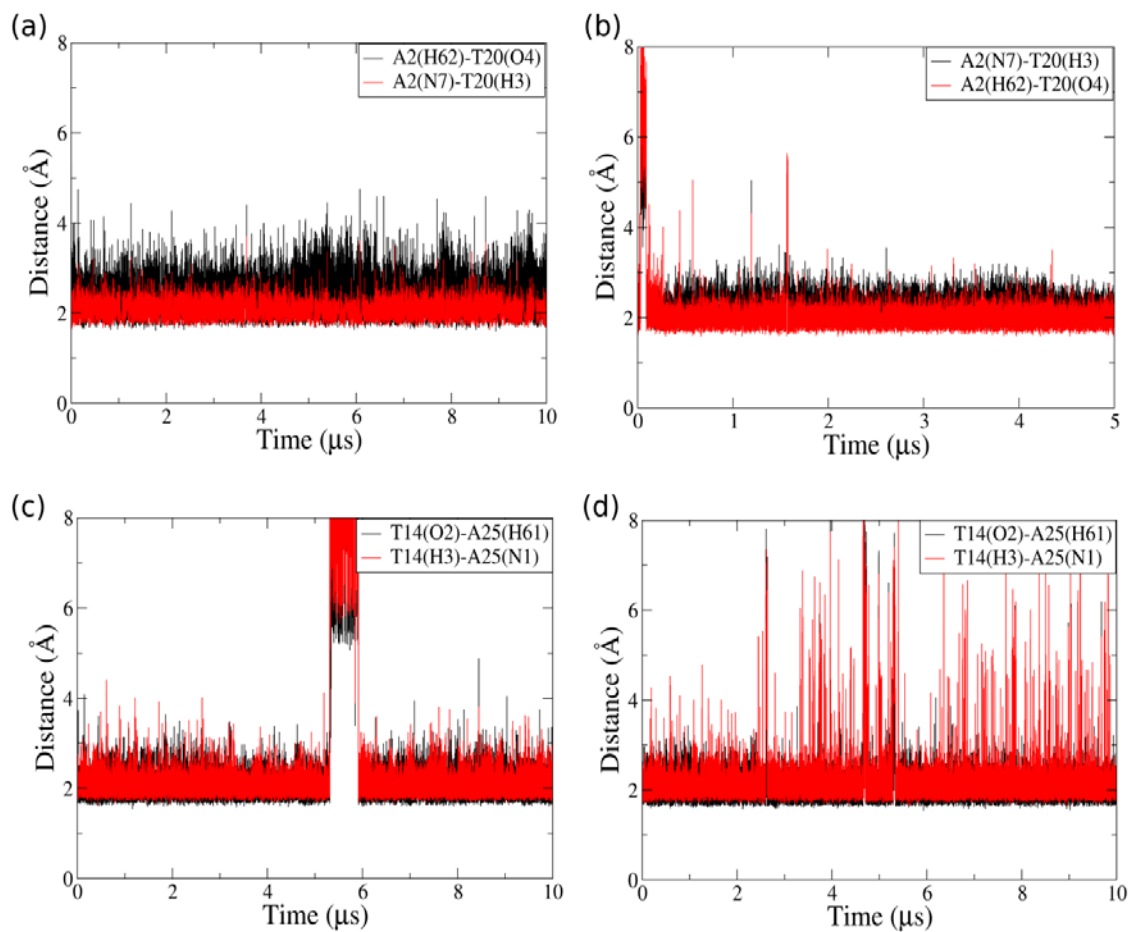 (a)
A2(H62)-T20(O4)
A2(N7)-T20(H3)
Distance (Å)
8
6
4
2
0
0 2 4 6 8 10
Time (μs)
(b)
A2(N7)-T20(H3)
A2(H62)-T20(O4)
Distance (Å)
8
6
4
2
0
0 1 2 3 4 5
Time (μs)
(c)
T14(O2)-A25(H61)
T14(H3)-A25(N1)
Distance (Å)
8
6
4
2
0
0 2 4 6 8 10
Time (μs)
(d)
T14(O2)-A25(H61)
T14(H3)-A25(N1)
Distance (Å)
8
6
4
2
0
0 2 4 6 8 10
Time (μs)